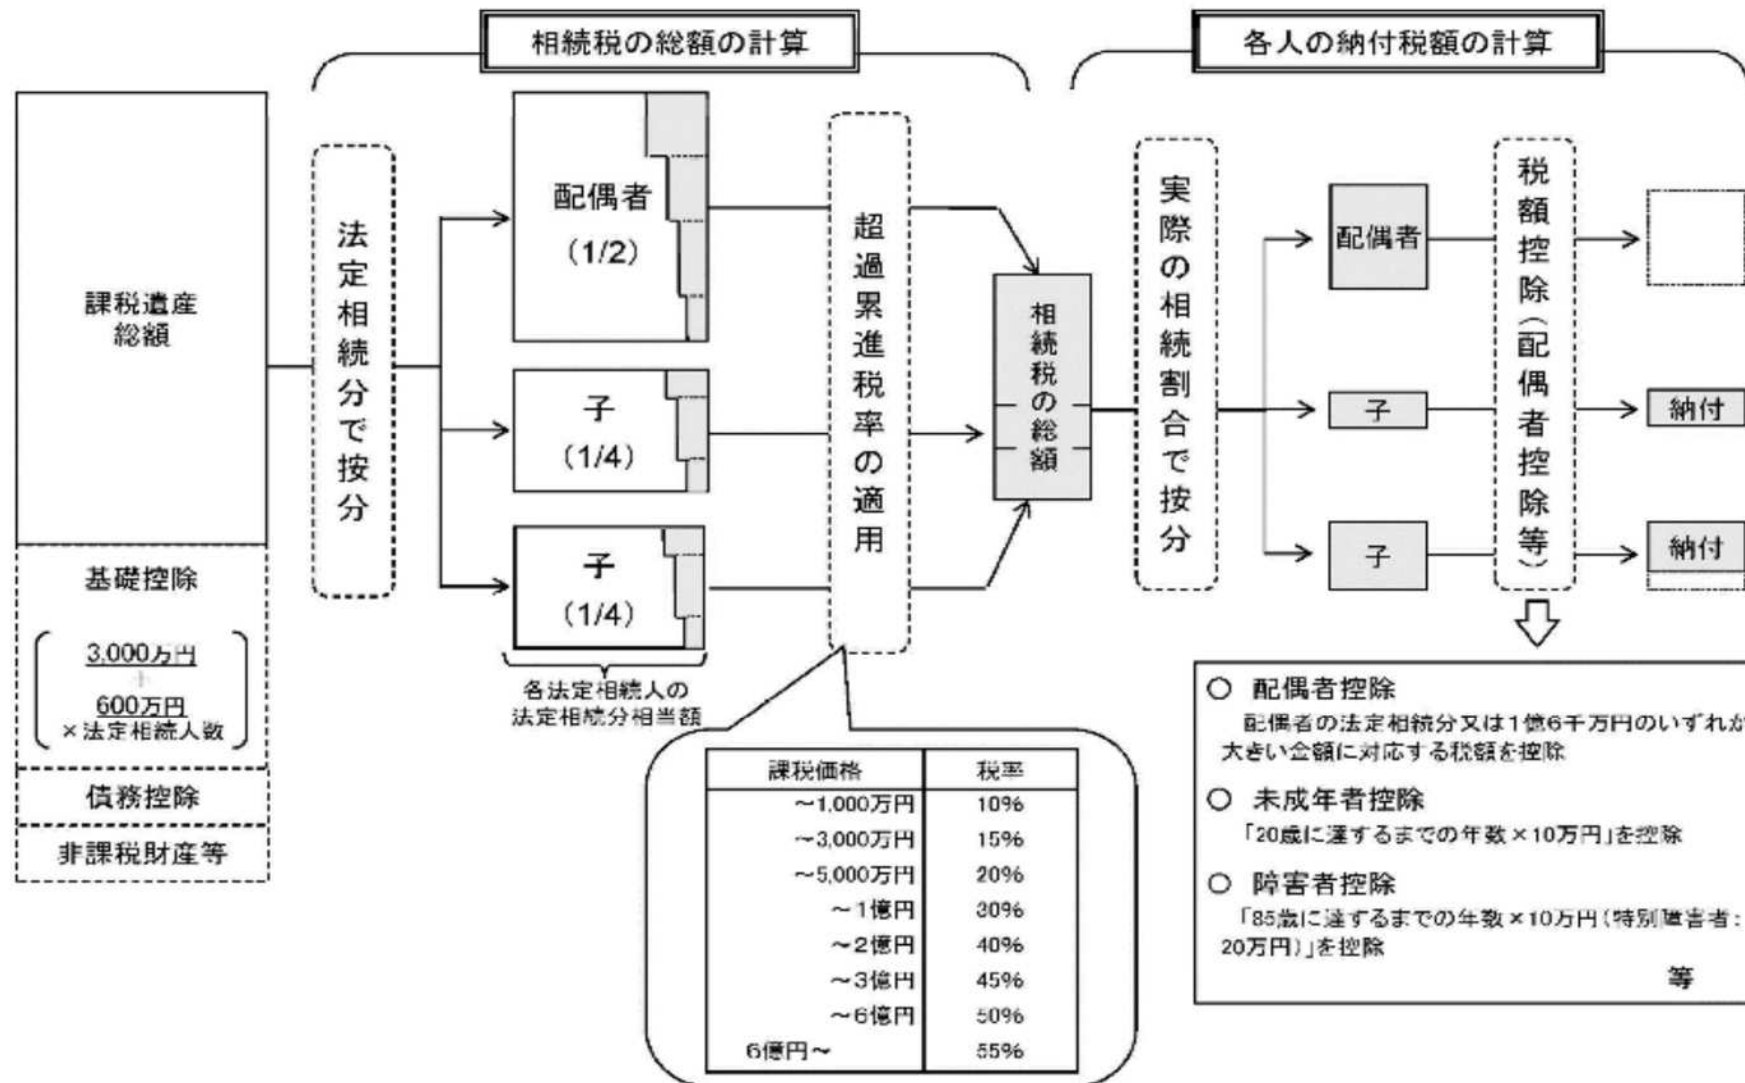 相続税の総額の計算
各人の納付税額の計算
課税遺産
総額
基礎控除
3,000万円
+
600万円
×法定相続人数
債務控除
非課税財産等
法定相続分で按分
配偶者
(1/2)
子
(1/4)
子
(1/4)
各法定相続人の
法定相続分相当額
超過累進税率の適用
相続税の総額
実際の相続割合で按分
配偶者
子
子
税額控除(配偶者控除等)
納付
納付
課税価格 税率
～1,000万円 10%
～3,000万円 15%
～5,000万円 20%
～1億円 30%
～2億円 40%
～3億円 45%
～6億円 50%
6億円～ 55%
○ 配偶者控除
配偶者の法定相続分又は1億6千万円のいずれか
大きい金額に対応する税額を控除
○ 未成年者控除
「20歳に達するまでの年数×10万円」を控除
○ 障害者控除
「85歳に達するまでの年数×10万円(特別障害者:
20万円)」を控除
等